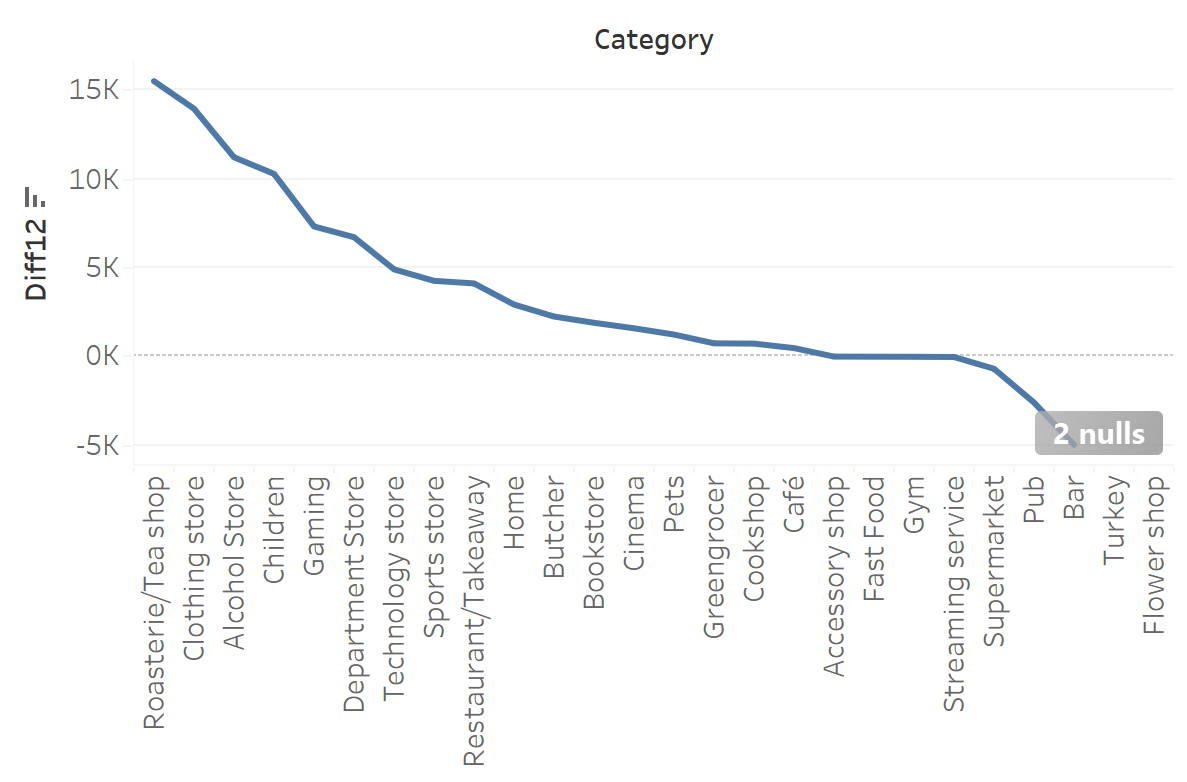 Category
15K
10K
5K
0K
-5K
Diff12
2 nulls
Roasterie/Tea shop
Clothing store
Alcohol Store
Children
Gaming
Department Store
Technology store
Sports store
Restaurant/Takeaway
Home
Butcher
Bookstore
Cinema
Pets
Greengrocer
Cookshop
Café
Accessory shop
Fast Food
Gym
Streaming service
Supermarket
Pub
Bar
Turkey
Flower shop